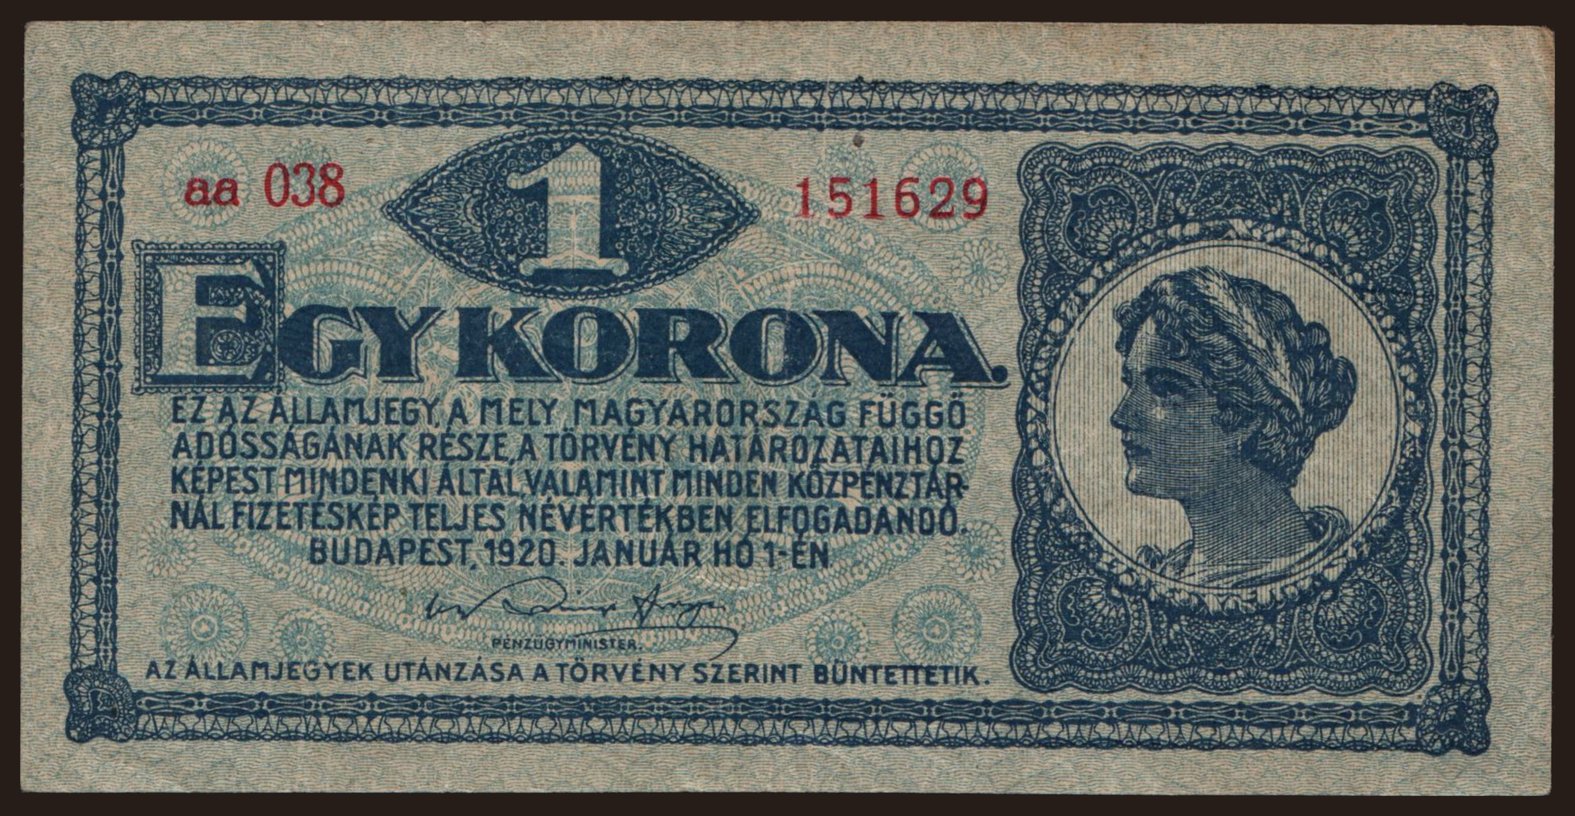 aa 038
1
151629
EGY KORONA.
EZ AZ ÁLLAMJEGY, A MELY MAGYARORSZÁG FÜGGŐ
ADÓSSÁGÁNAK RÉSZE, A TÖRVÉNY HATÁROZATAIHOZ
KÉPEST MINDENKI ÁLTAL, VALAMINT MINDEN KÖZPÉNZTÁR-
NÁL FIZETÉSKÉP TELJES NÉVÉRTÉKBEN ELFOGADANDÓ.
BUDAPEST, 1920. JANUÁR HÓ 1-ÉN
PÉNZÜGYMINISTER.
AZ ÁLLAMJEGYEK UTÁNZÁSA A TÖRVÉNY SZERINT BÜNTETTETIK.